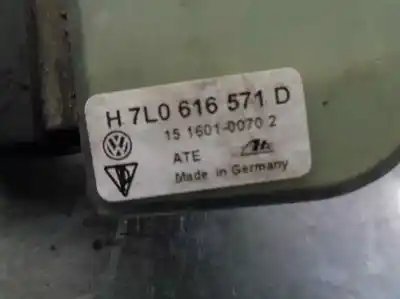 H 7L0 616 571 D
15 1601-0070 2
ATE
Made in Germany